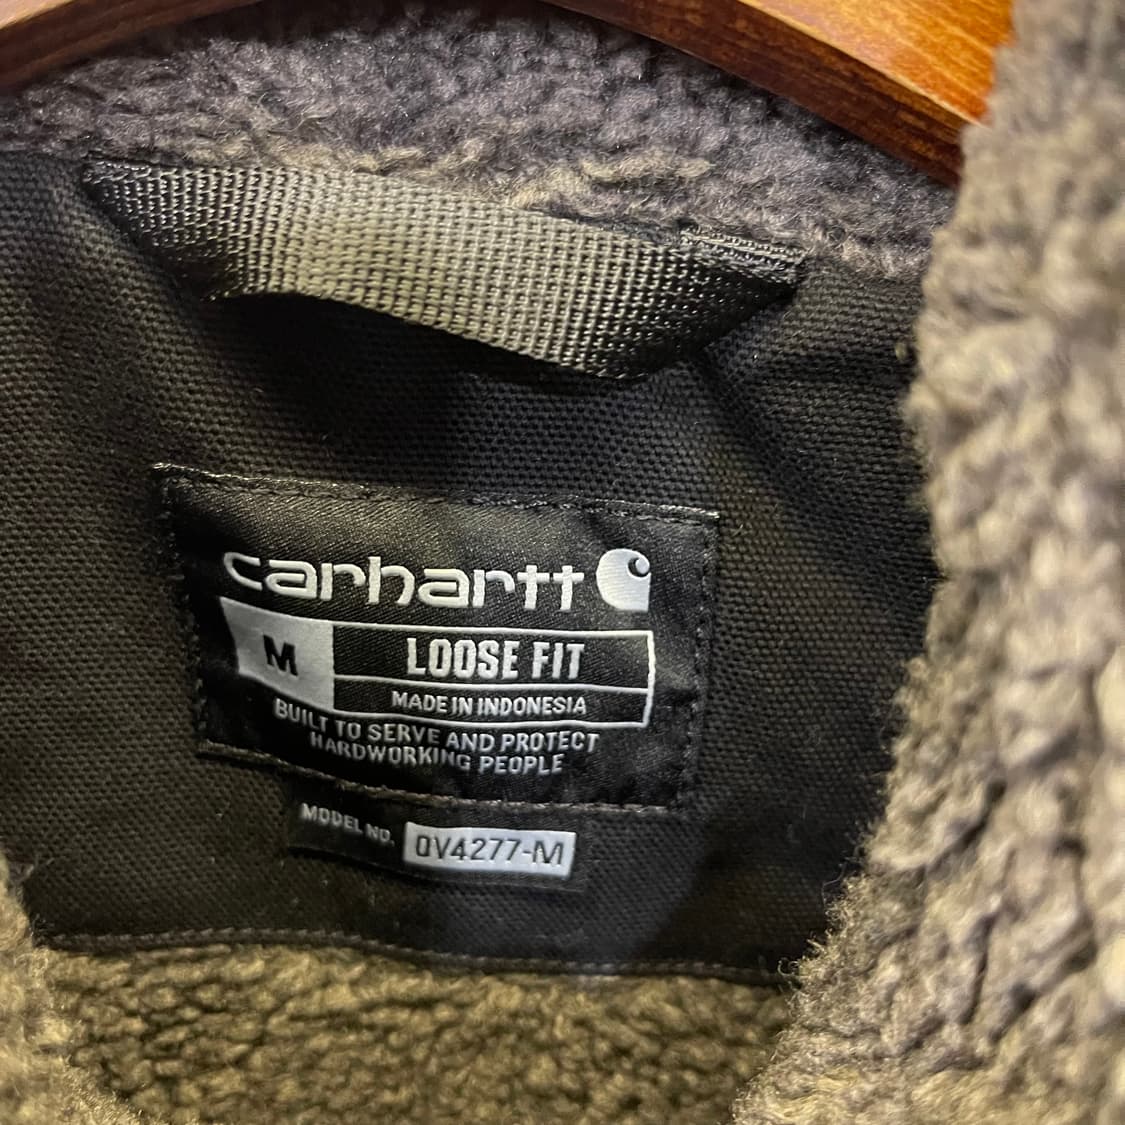 carhartt
M LOOSE FIT
MADE IN INDONESIA
BUILT TO SERVE AND PROTECT
HARDWORKING PEOPLE
MODEL NO. OV4277-M